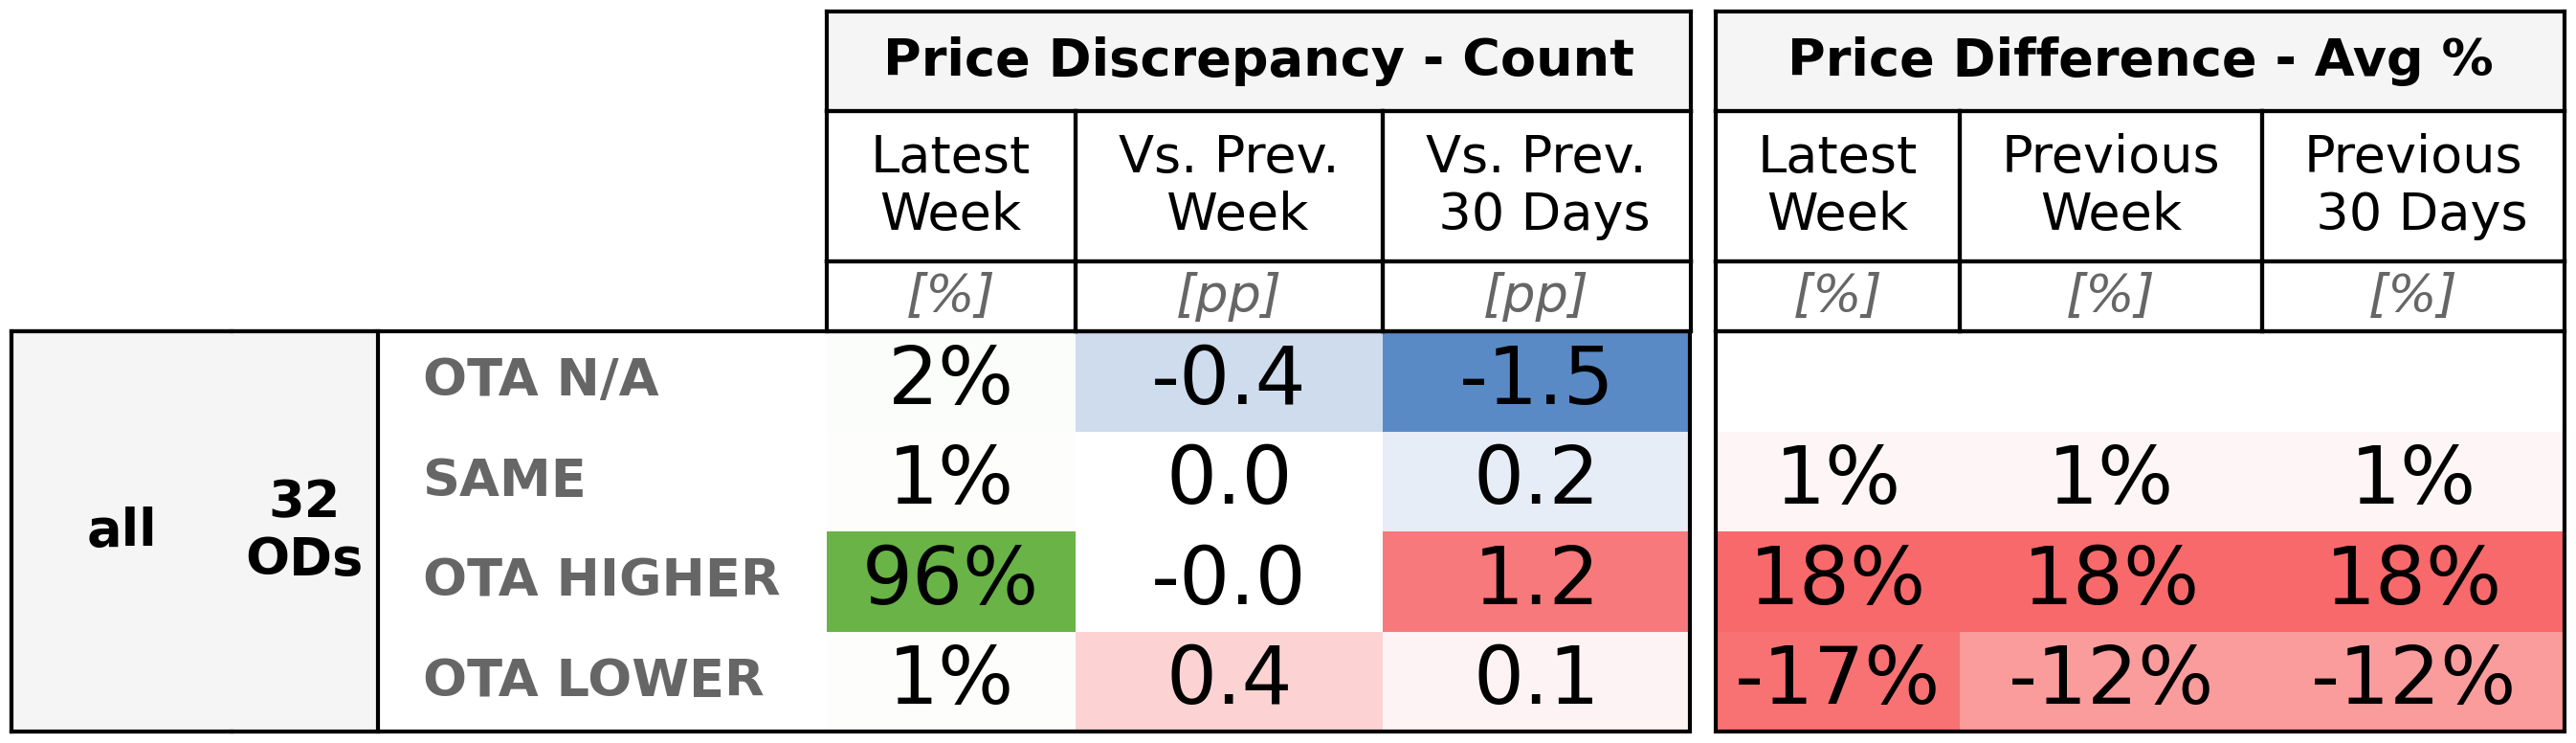 Price Discrepancy - Count Price Difference - Avg %
Latest Week Vs. Prev. Week Vs. Prev. 30 Days Latest Week Previous Week Previous 30 Days
[%] [pp] [pp] [%] [%] [%]
all 32 ODs
OTA N/A 2% -0.4 -1.5
SAME 1% 0.0 0.2 1% 1% 1%
OTA HIGHER 96% -0.0 1.2 18% 18% 18%
OTA LOWER 1% 0.4 0.1 -17% -12% -12%